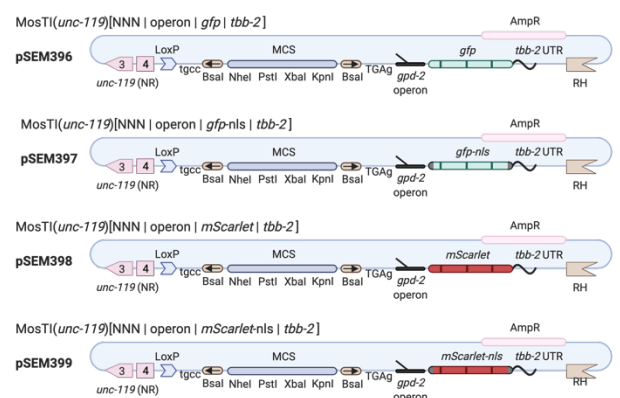 MosTI(unc-119)[NNN | operon | gfp | tbb-2]
AmpR
pSEM396
LoxP
MCS
gfp
tbb-2 UTR
3
4
tgcc
BsaI
NheI PstI XbaI KpnI
BsaI
TGAg
gpd-2
operon
unc-119 (NR)
RH
MosTI(unc-119)[NNN | operon | gfp-nls | tbb-2]
AmpR
pSEM397
LoxP
MCS
gfp-nls
tbb-2 UTR
3
4
tgcc
BsaI
NheI PstI XbaI KpnI
BsaI
TGAg
gpd-2
operon
unc-119 (NR)
RH
MosTI(unc-119)[NNN | operon | mScarlet | tbb-2]
AmpR
pSEM398
LoxP
MCS
mScarlet
tbb-2 UTR
3
4
tgcc
BsaI
NheI PstI XbaI KpnI
BsaI
TGAg
gpd-2
operon
unc-119 (NR)
RH
MosTI(unc-119)[NNN | operon | mScarlet-nls | tbb-2]
AmpR
pSEM399
LoxP
MCS
mScarlet-nls
tbb-2 UTR
3
4
tgcc
BsaI
NheI PstI XbaI KpnI
BsaI
TGAg
gpd-2
operon
unc-119 (NR)
RH